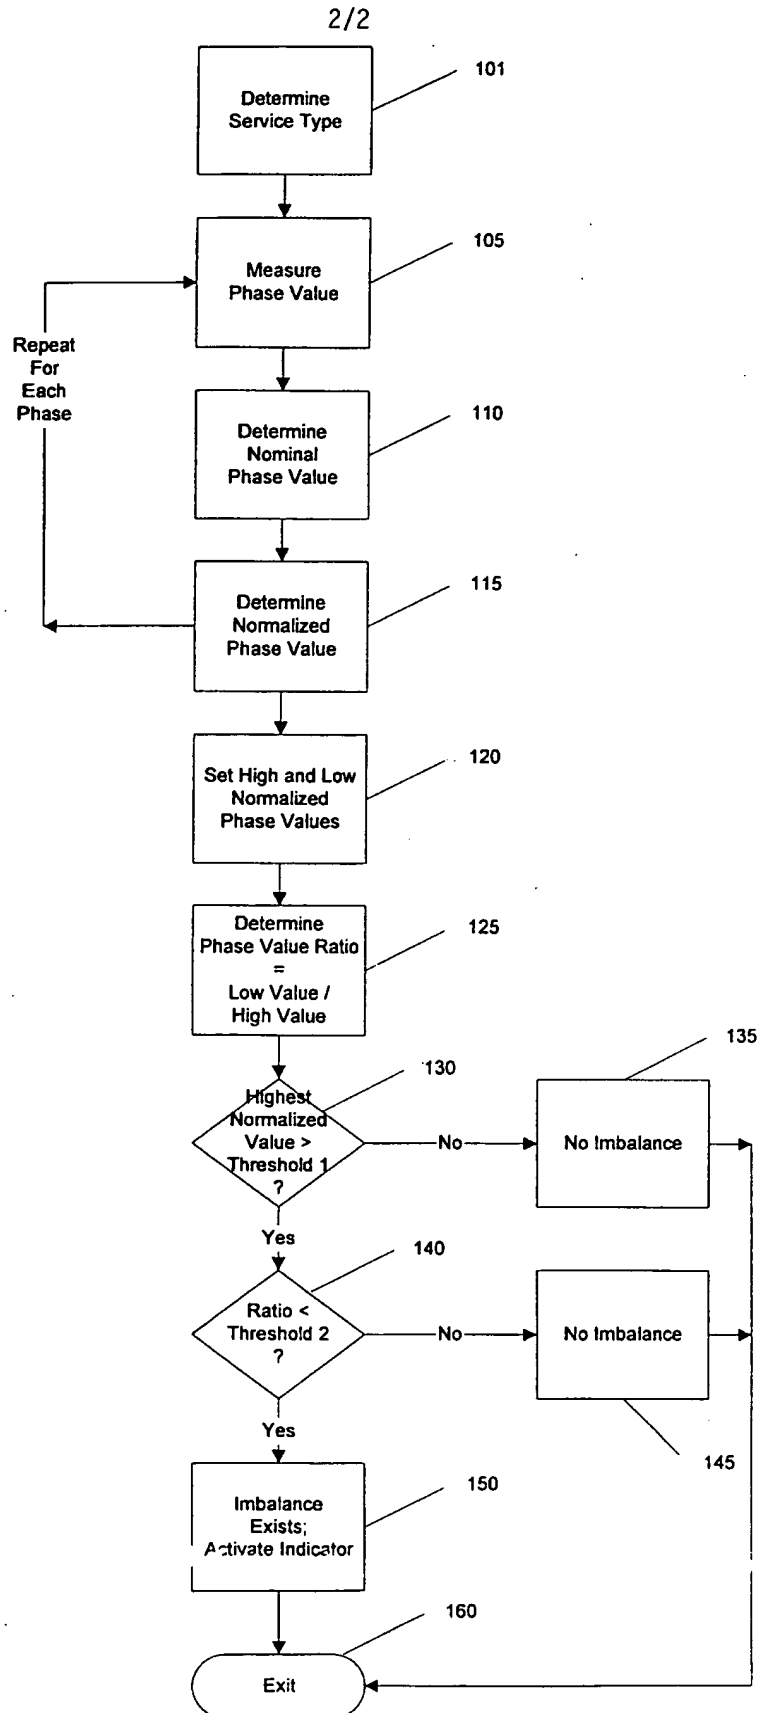 2/2
Determine
Service Type
101
Measure
Phase Value
105
Repeat
For
Each
Phase
Determine
Nominal
Phase Value
110
Determine
Normalized
Phase Value
115
Set High and Low
Normalized
Phase Values
120
Determine
Phase Value Ratio
=
Low Value /
High Value
125
Highest
Normalized
Value >
Threshold 1
?
130
No
No Imbalance
135
Yes
Ratio <
Threshold 2
?
140
No
No Imbalance
145
Yes
Imbalance
Exists;
Activate Indicator
150
Exit
160